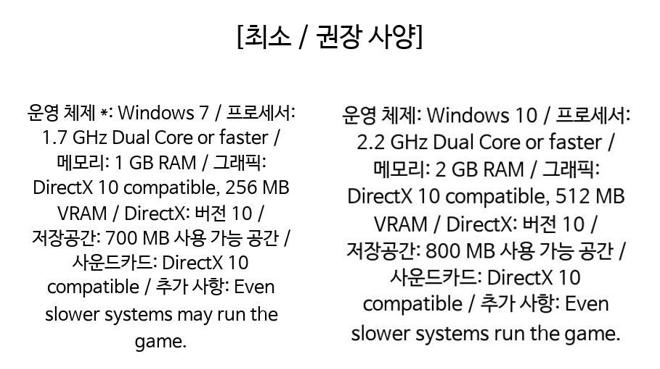 [최소 / 권장 사양]
운영 체제 *: Windows 7 / 프로세서:
1.7 GHz Dual Core or faster /
메모리: 1 GB RAM / 그래픽:
DirectX 10 compatible, 256 MB
VRAM / DirectX: 버전 10 /
저장공간: 700 MB 사용 가능 공간 /
사운드카드: DirectX 10
compatible / 추가 사항: Even
slower systems may run the
game.
운영 체제: Windows 10 / 프로세서:
2.2 GHz Dual Core or faster /
메모리: 2 GB RAM / 그래픽:
DirectX 10 compatible, 512 MB
VRAM / DirectX: 버전 10 /
저장공간: 800 MB 사용 가능 공간 /
사운드카드: DirectX 10
compatible / 추가 사항: Even
slower systems run the game.